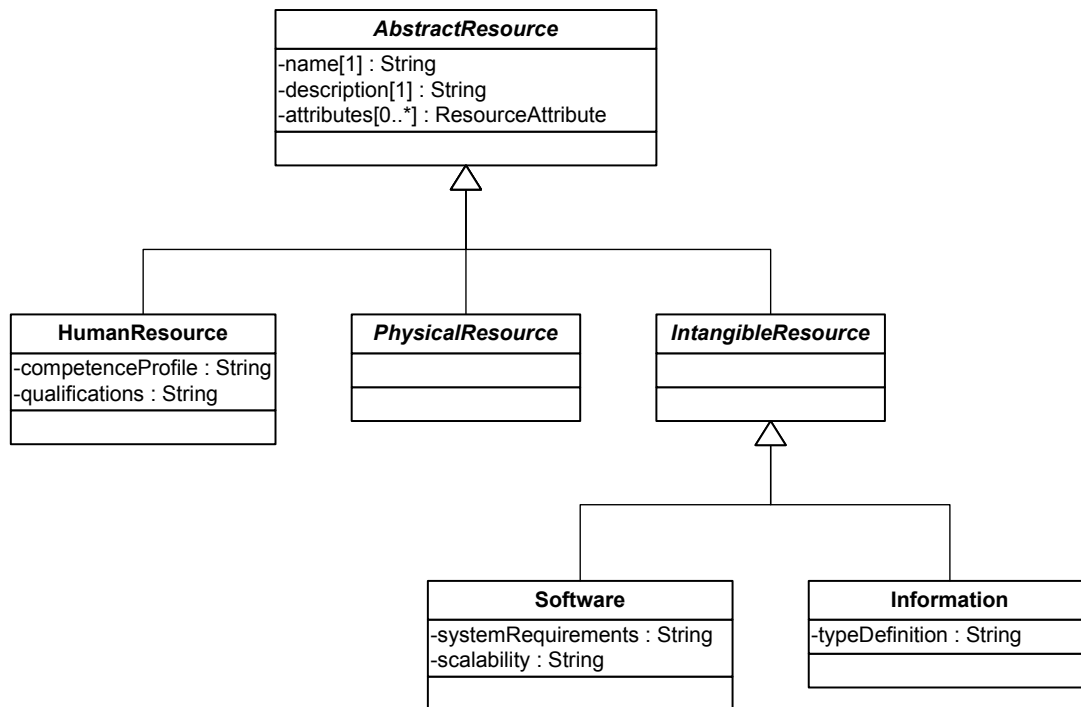 AbstractResource
-name[1] : String
-description[1] : String
-attributes[0..*] : ResourceAttribute
HumanResource
-competenceProfile : String
-qualifications : String
PhysicalResource
IntangibleResource
Software
-systemRequirements : String
-scalability : String
Information
-typeDefinition : String